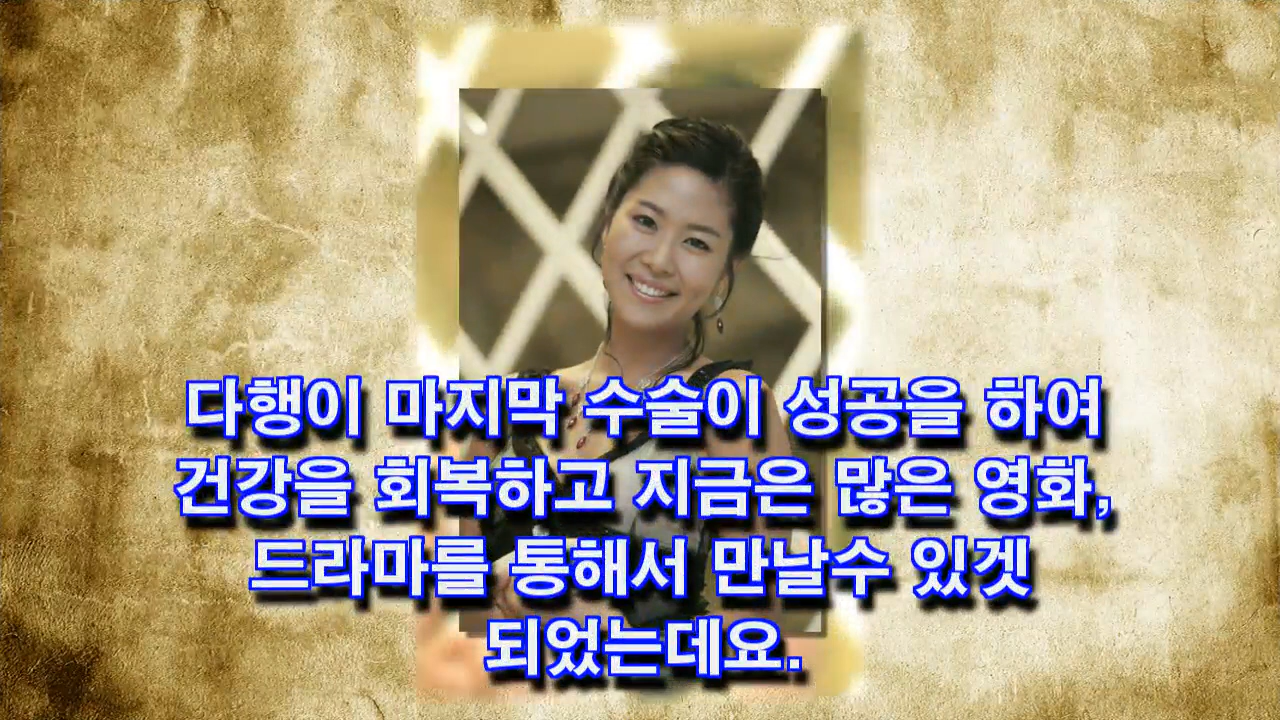 다행이 마지막 수술이 성공을 하여
건강을 회복하고 지금은 많은 영화,
드라마를 통해서 만날수 있겟
되었는데요.